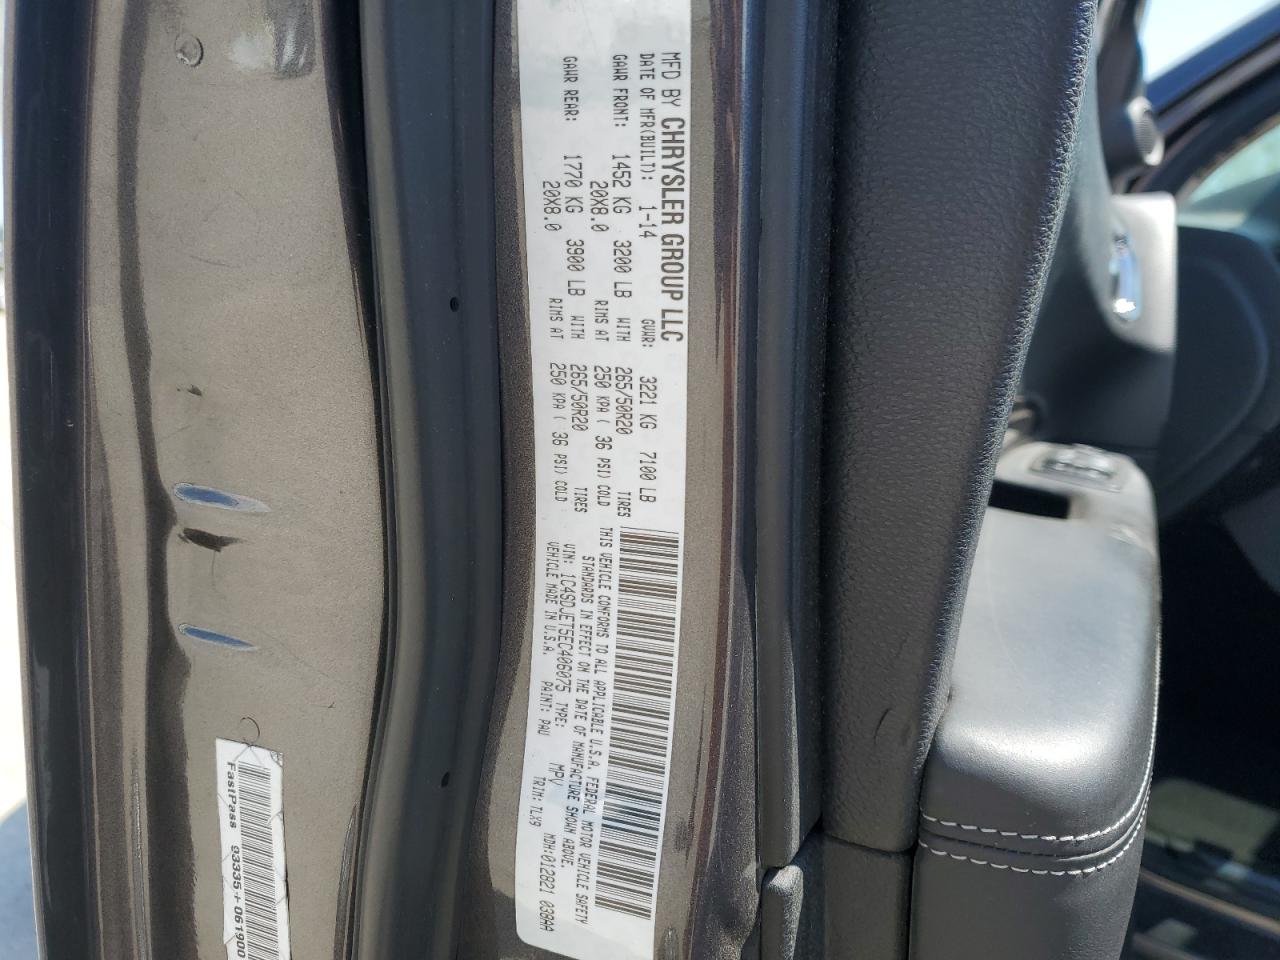 MFD BY CHRYSLER GROUP LLC
DATE OF MFR(BUILT): 1-14 GVWR: 3221 KG 7100 LB
GAWR FRONT: 1452 KG 3200 LB WITH 265/50R20 TIRES
20X8.0 RIMS AT 250 KPA ( 36 PSI) COLD
GAWR REAR: 1770 KG 3900 LB WITH 265/50R20 TIRES
20X8.0 RIMS AT 250 KPA ( 36 PSI) COLD
THIS VEHICLE CONFORMS TO ALL APPLICABLE U.S.A. FEDERAL MOTOR VEHICLE SAFETY
STANDARDS IN EFFECT ON THE DATE OF MANUFACTURE SHOWN ABOVE.
VIN: 1C4SDJET5EC406075 TYPE: MPV MDH:012821 038AA
VEHICLE MADE IN U.S.A. PAINT: PAU TRIM: TLX9
FastPass 93335+061900